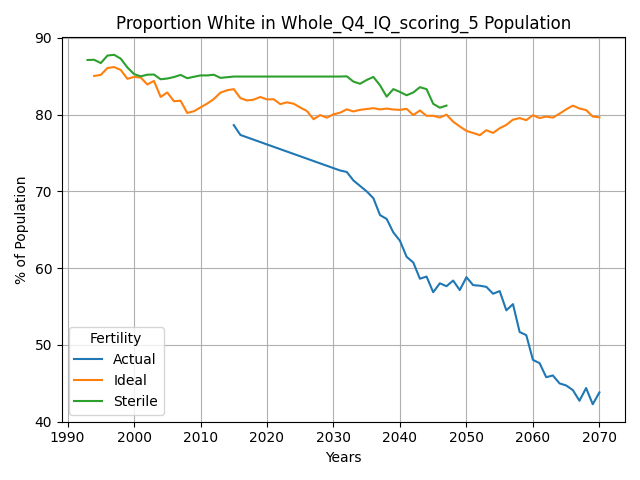 Proportion White in Whole_Q4_IQ_scoring_5 Population
% of Population
90
80
70
60
50
40
Fertility
Actual
Ideal
Sterile
1990 2000 2010 2020 2030 2040 2050 2060 2070
Years